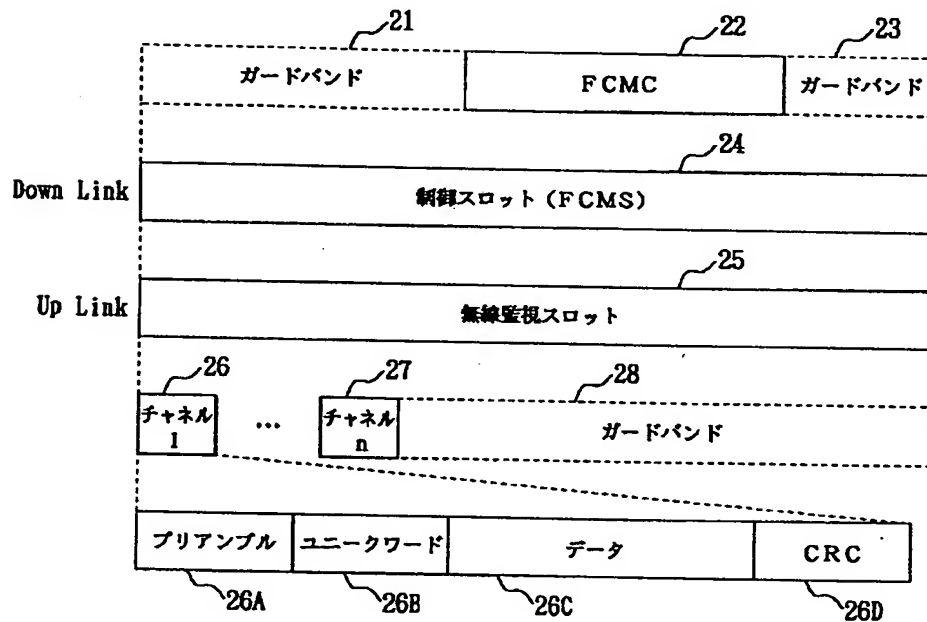 21
22
23
ガードバンド
FCMC
ガードバンド
24
Down Link
制御スロット(FCMS)
25
Up Link
無線監視スロット
26
27
28
チャネル
1
...
チャネル
n
ガードバンド
プリアンブル
ユニークワード
データ
CRC
26A
26B
26C
26D